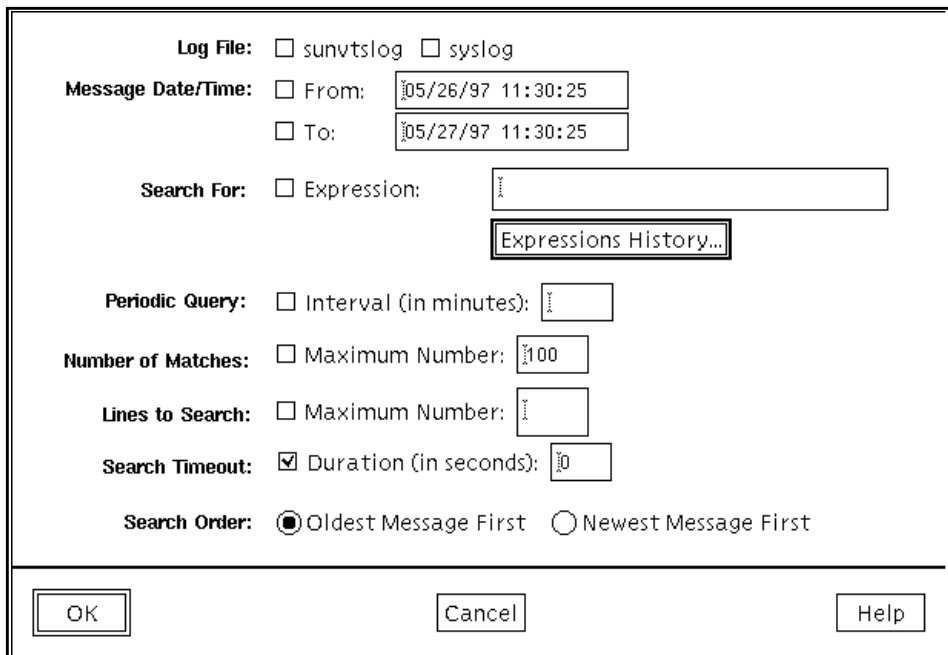 Log File: sunvtslog syslog
Message Date/Time: From: 05/26/97 11:30:25
To: 05/27/97 11:30:25
Search For: Expression:
Expressions History...
Periodic Query: Interval (in minutes):
Number of Matches: Maximum Number: 100
Lines to Search: Maximum Number:
Search Timeout: Duration (in seconds): 0
Search Order: Oldest Message First Newest Message First
OK Cancel Help